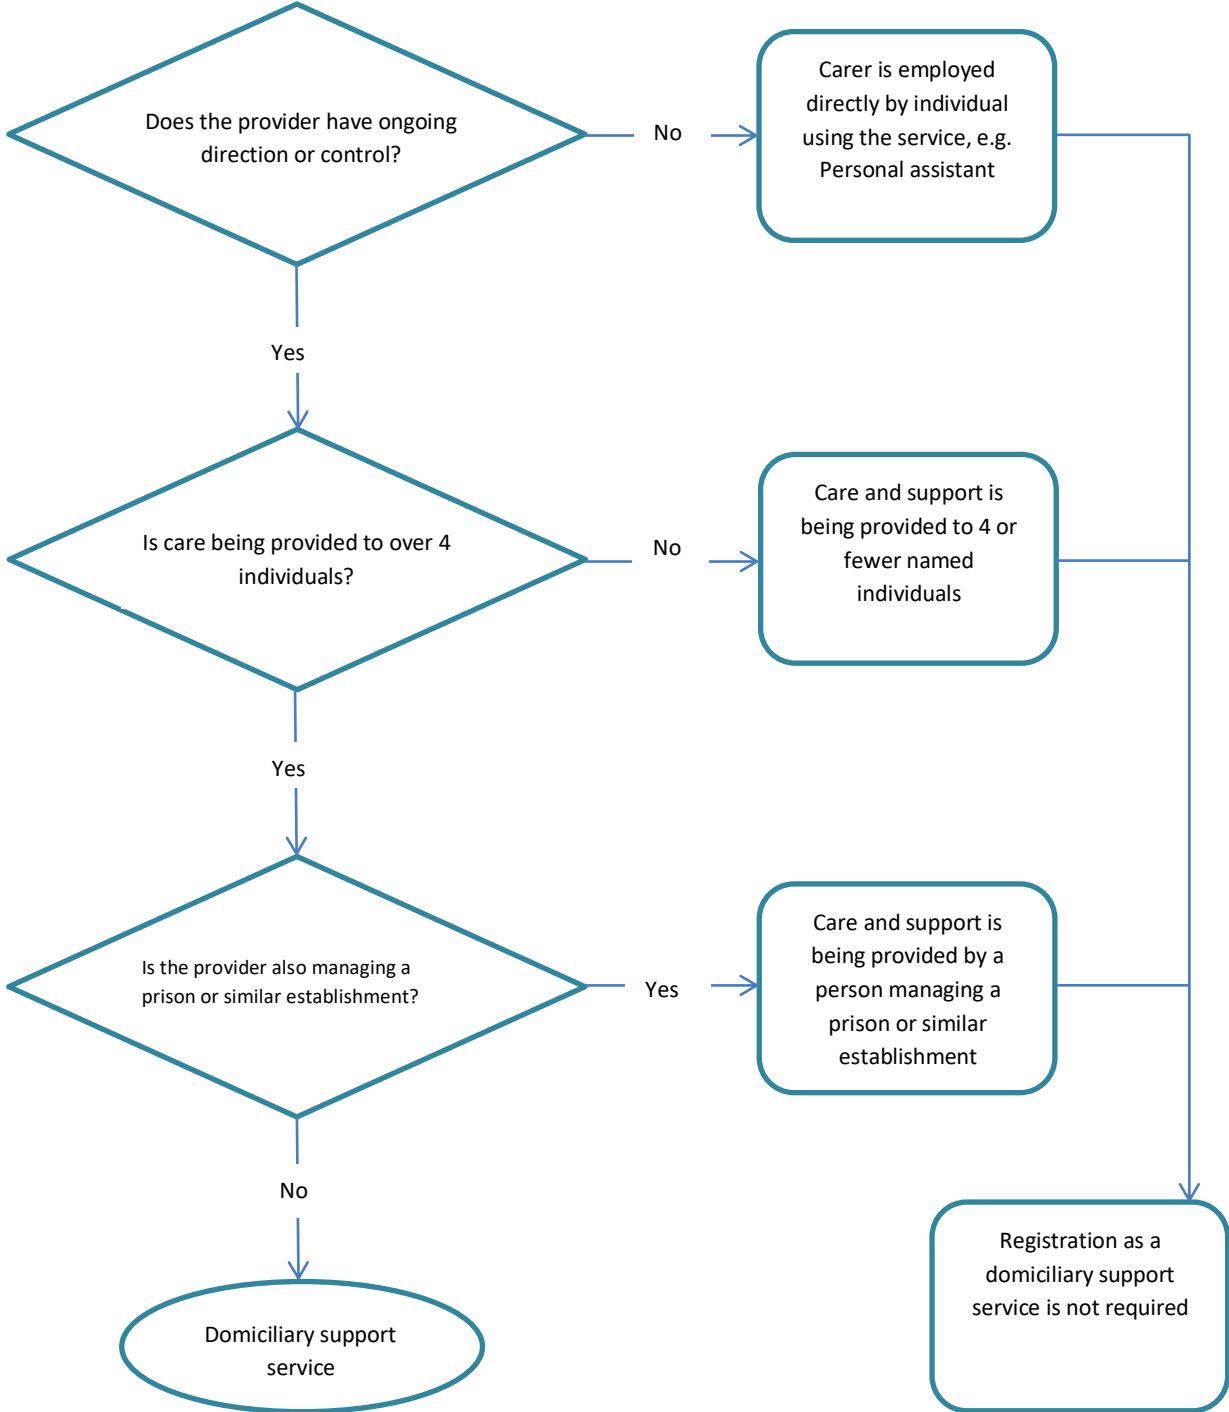 Does the provider have ongoing
direction or control?
No
Carer is employed
directly by individual
using the service, e.g.
Personal assistant
Yes
Is care being provided to over 4
individuals?
No
Care and support is
being provided to 4 or
fewer named
individuals
Yes
Is the provider also managing a
prison or similar establishment?
Yes
Care and support is
being provided by a
person managing a
prison or similar
establishment
No
Domiciliary support
service
Registration as a
domiciliary support
service is not required